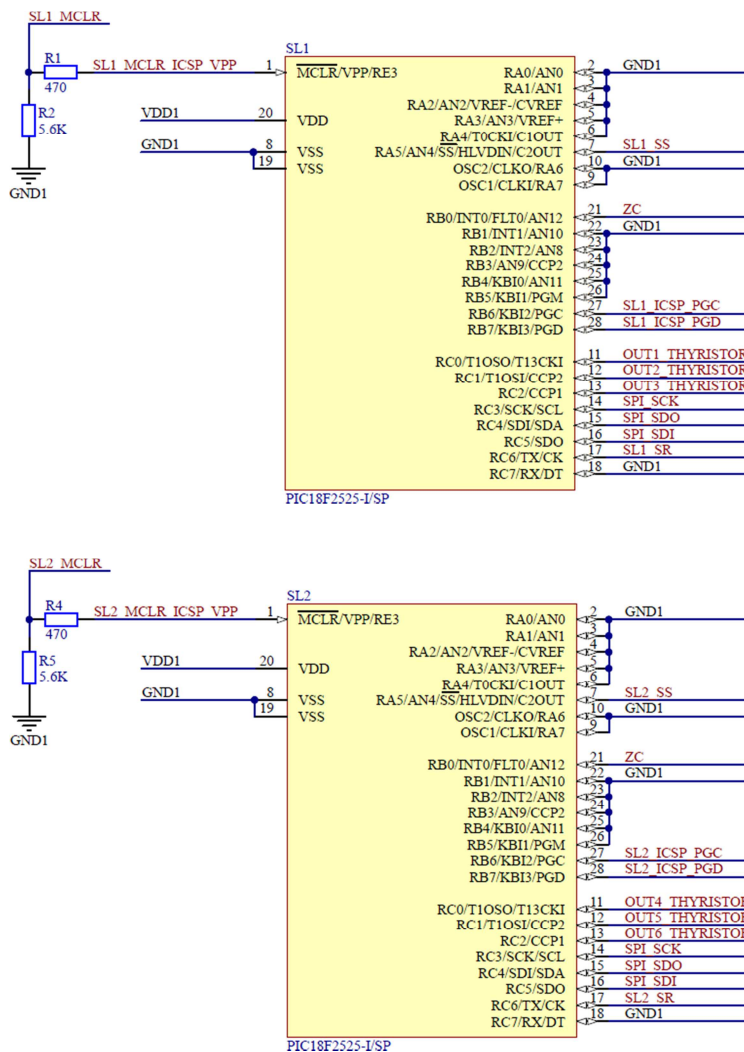 SL1_MCLR
SL1
R1 SL1_MCLR_ICSP_VPP 1 MCLR/VPP/RE3 RA0/AN0 2 GND1
470 RA1/AN1 3
R2 RA2/AN2/VREF-/CVREF 4
5.6K VDD1 20 VDD RA3/AN3/VREF+ 5
RA4/T0CKI/C1OUT 6
GND1 8 VSS RA5/AN4/SS/HLVDIN/C2OUT 7 SL1_SS
19 VSS OSC2/CLKO/RA6 10 GND1
GND1 OSC1/CLKI/RA7 9
RB0/INT0/FLT0/AN12 21 ZC
RB1/INT1/AN10 22 GND1
RB2/INT2/AN8 23
RB3/AN9/CCP2 24
RB4/KBI0/AN11 25
RB5/KBI1/PGM 26
RB6/KBI2/PGC 27 SL1_ICSP_PGC
RB7/KBI3/PGD 28 SL1_ICSP_PGD
RC0/T1OSO/T13CKI 11 OUT1_THYRISTOR
RC1/T1OSI/CCP2 12 OUT2_THYRISTOR
RC2/CCP1 13 OUT3_THYRISTOR
RC3/SCK/SCL 14 SPI_SCK
RC4/SDI/SDA 15 SPI_SDO
RC5/SDO 16 SPI_SDI
RC6/TX/CK 17 SL1_SR
RC7/RX/DT 18 GND1
PIC18F2525-I/SP
SL2_MCLR
SL2
R4 SL2_MCLR_ICSP_VPP 1 MCLR/VPP/RE3 RA0/AN0 2 GND1
470 RA1/AN1 3
R5 RA2/AN2/VREF-/CVREF 4
5.6K VDD1 20 VDD RA3/AN3/VREF+ 5
RA4/T0CKI/C1OUT 6
GND1 8 VSS RA5/AN4/SS/HLVDIN/C2OUT 7 SL2_SS
19 VSS OSC2/CLKO/RA6 10 GND1
GND1 OSC1/CLKI/RA7 9
RB0/INT0/FLT0/AN12 21 ZC
RB1/INT1/AN10 22 GND1
RB2/INT2/AN8 23
RB3/AN9/CCP2 24
RB4/KBI0/AN11 25
RB5/KBI1/PGM 26
RB6/KBI2/PGC 27 SL2_ICSP_PGC
RB7/KBI3/PGD 28 SL2_ICSP_PGD
RC0/T1OSO/T13CKI 11 OUT4_THYRISTOR
RC1/T1OSI/CCP2 12 OUT5_THYRISTOR
RC2/CCP1 13 OUT6_THYRISTOR
RC3/SCK/SCL 14 SPI_SCK
RC4/SDI/SDA 15 SPI_SDO
RC5/SDO 16 SPI_SDI
RC6/TX/CK 17 SL2_SR
RC7/RX/DT 18 GND1
PIC18F2525-I/SP